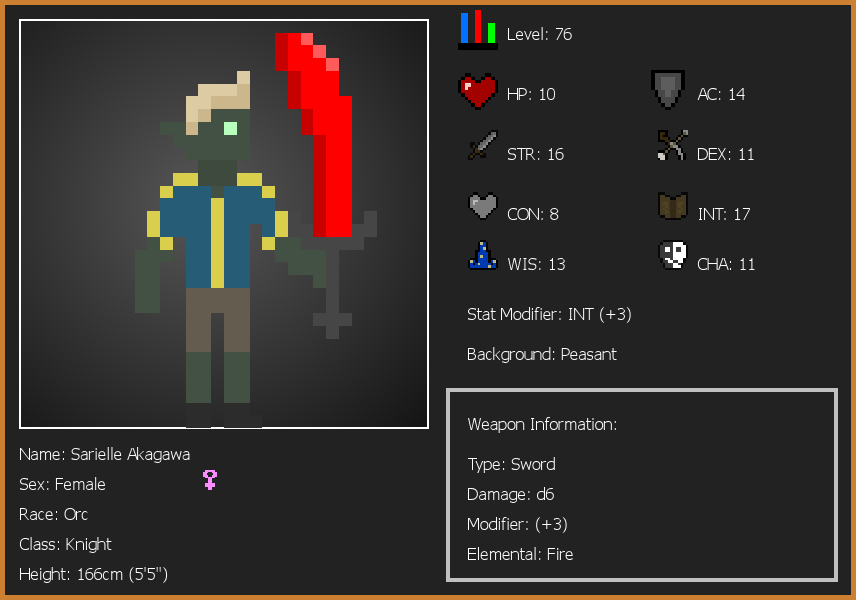 Level: 76
HP: 10
AC: 14
STR: 16
DEX: 11
CON: 8
INT: 17
WIS: 13
CHA: 11
Stat Modifier: INT (+3)
Background: Peasant
Weapon Information:
Type: Sword
Damage: d6
Modifier: (+3)
Elemental: Fire
Name: Sarielle Akagawa
Sex: Female
Race: Orc
Class: Knight
Height: 166cm (5'5")